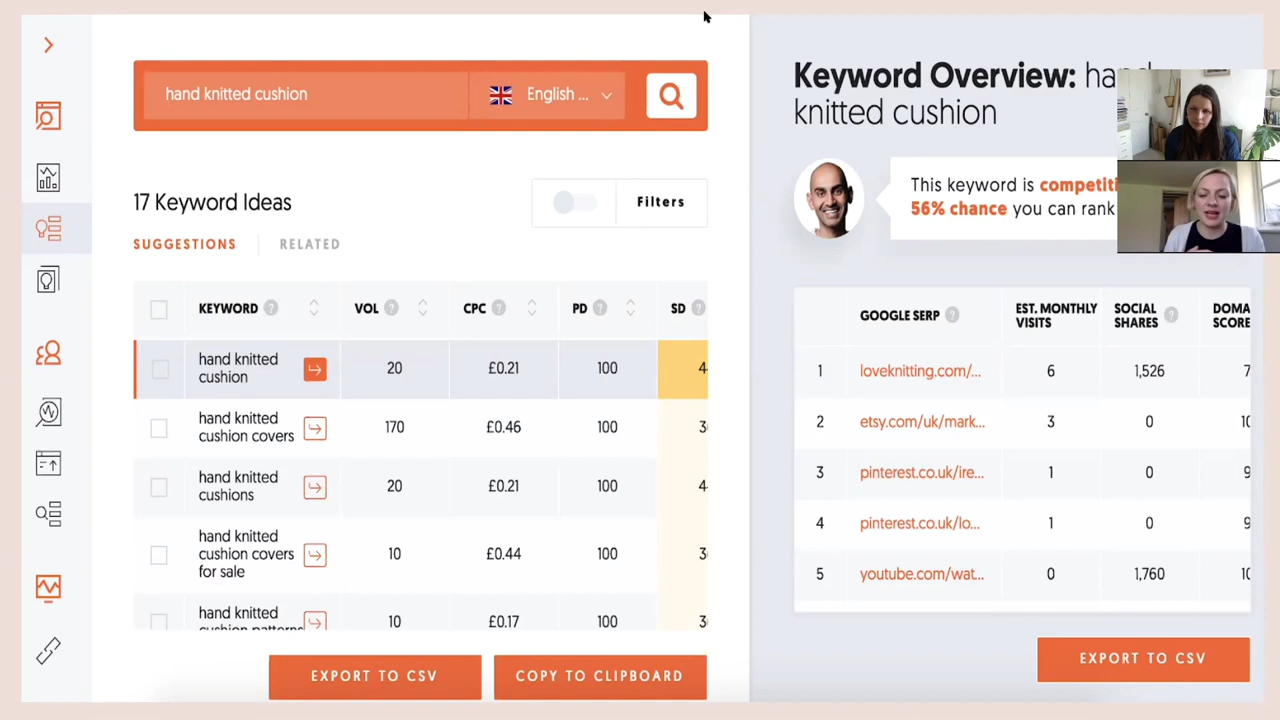 hand knitted cushion
English ...
17 Keyword Ideas
Filters
SUGGESTIONS
RELATED
KEYWORD ? VOL ? CPC ? PD ? SD ?
hand knitted
cushion
20 £0.21 100 4
hand knitted
cushion covers
170 £0.46 100
hand knitted
cushions
20 £0.21 100 4
hand knitted
cushion covers
for sale
10 £0.44 100
hand knitted
cushion patterns
10 £0.17 100
EXPORT TO CSV
COPY TO CLIPBOARD
Keyword Overview:
knitted cushion
This keyword is
56% chance you can rank
GOOGLE SERP ?
EST. MONTHLY
VISITS
SOCIAL
SHARES ?
1 loveknitting.com/... 6 1,526
2 etsy.com/uk/mark... 3 0
3 pinterest.co.uk/ire... 1 0
4 pinterest.co.uk/lo... 1 0
5 youtube.com/wat... 0 1,760
EXPORT TO CSV